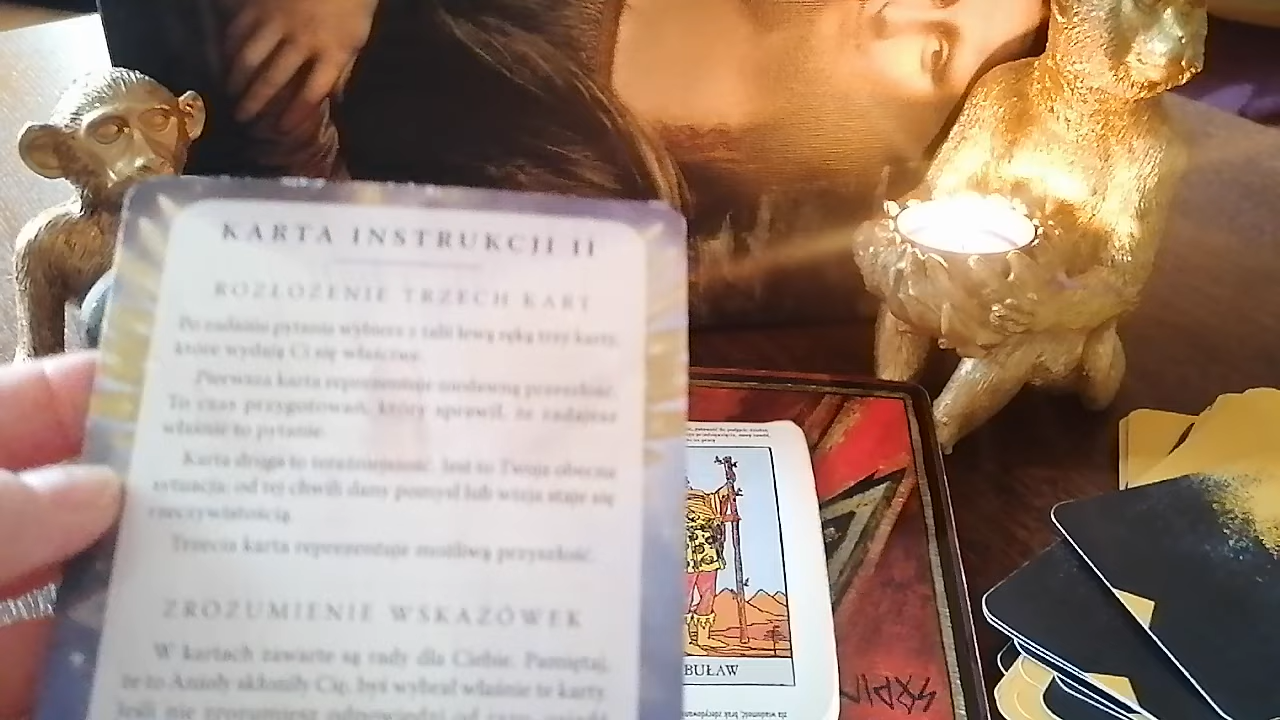 KARTA INSTRUKCJI II
ROZŁOŻENIE TRZECH KART
Po zadaniu pytania wybierz z talii lewą ręką trzy karty,
które wydają Ci się właściwe.
Pierwsza karta reprezentuje niedawną przeszłość.
To czas przygotowań, który sprawił, że zadajesz
właśnie to pytanie.
Karta druga to teraźniejszość. Jest to Twoja obecna
sytuacja; od tej chwili dany pomysł lub wizja staje się
rzeczywistością.
Trzecia karta reprezentuje możliwą przyszłość.
ZROZUMIENIE WSKAZÓWEK
W kartach zawarte są rady dla Ciebie. Pamiętaj,
że to Anioły skłoniły Cię, byś wybrał właśnie te karty.
Jeśli nie
BUŁAW